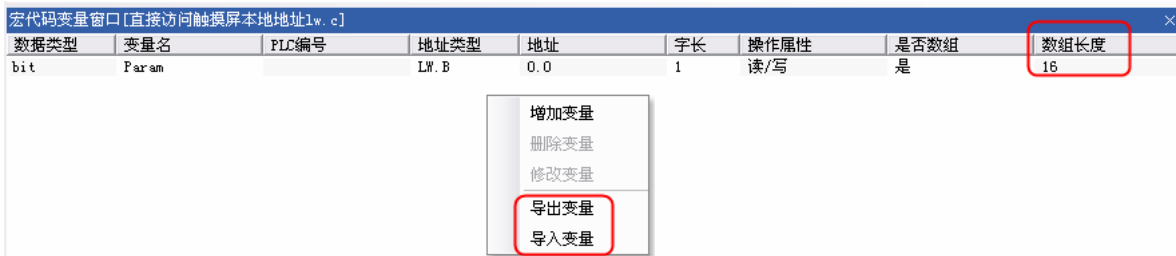 宏代码变量窗口[直接访问触摸屏本地地址lw.c]
数据类型 变量名 PLC编号 地址类型 地址 字长 操作属性 是否数组 数组长度
bit Param LW.B 0.0 1 读/写 是 16
增加变量
删除变量
修改变量
导出变量
导入变量